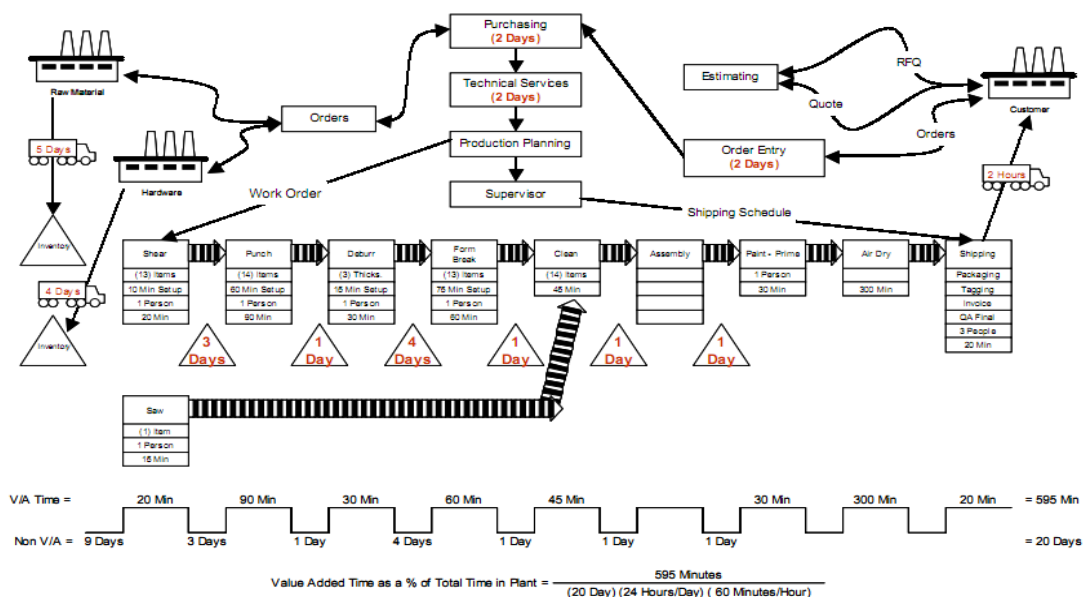 Purchasing
(2 Days)
Technical Services
(2 Days)
Production Planning
Supervisor
Orders
Raw Material
5 Days
Hardware
Inventory
4 Days
Inventory
Work Order
Estimating
RFQ
Quote
Customer
Orders
Order Entry
(2 Days)
2 Hours
Shipping Schedule
Shear
(13) Items
10 Min Setup
1 Person
20 Min
Punch
(14) Items
60 Min Setup
1 Person
90 Min
Deburr
(3) Thicks.
15 Min Setup
1 Person
30 Min
Form
Break
(13) Items
75 Min Setup
1 Person
60 Min
Clean
(14) Items
45 Min
Assembly
Paint - Prime
1 Person
30 Min
Air Dry
300 Min
Shipping
Packaging
Tagging
Invoice
QA Final
3 People
20 Min
3
Days
1
Day
4
Days
1
Day
1
Day
1
Day
Saw
(1) Item
1 Person
15 Min
V/A Time = 20 Min 90 Min 30 Min 60 Min 45 Min 30 Min 300 Min 20 Min = 595 Min
Non V/A = 9 Days 3 Days 1 Day 4 Days 1 Day 1 Day 1 Day = 20 Days
Value Added Time as a % of Total Time in Plant = 595 Minutes
(20 Day) (24 Hours/Day) ( 60 Minutes/Hour)